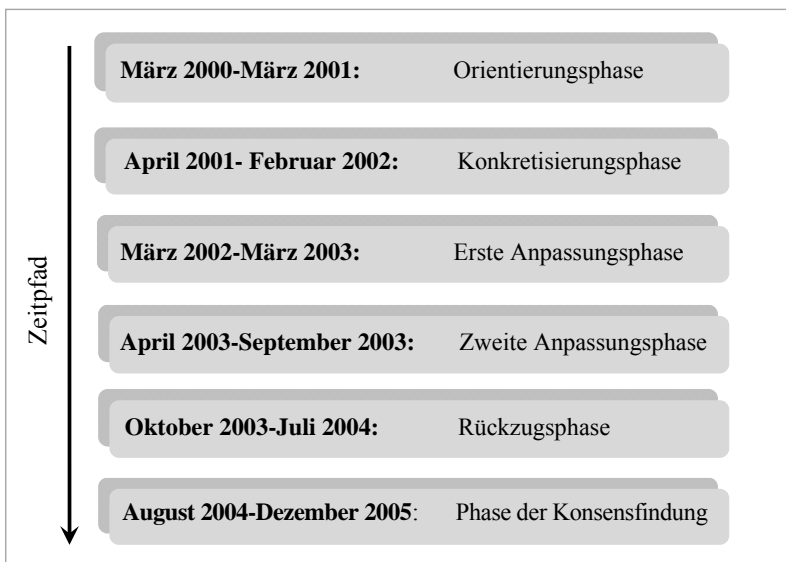 März 2000-März 2001: Orientierungsphase
April 2001- Februar 2002: Konkretisierungsphase
März 2002-März 2003: Erste Anpassungsphase
Zeitpfad
April 2003-September 2003: Zweite Anpassungsphase
Oktober 2003-Juli 2004: Rückzugsphase
August 2004-Dezember 2005: Phase der Konsensfindung